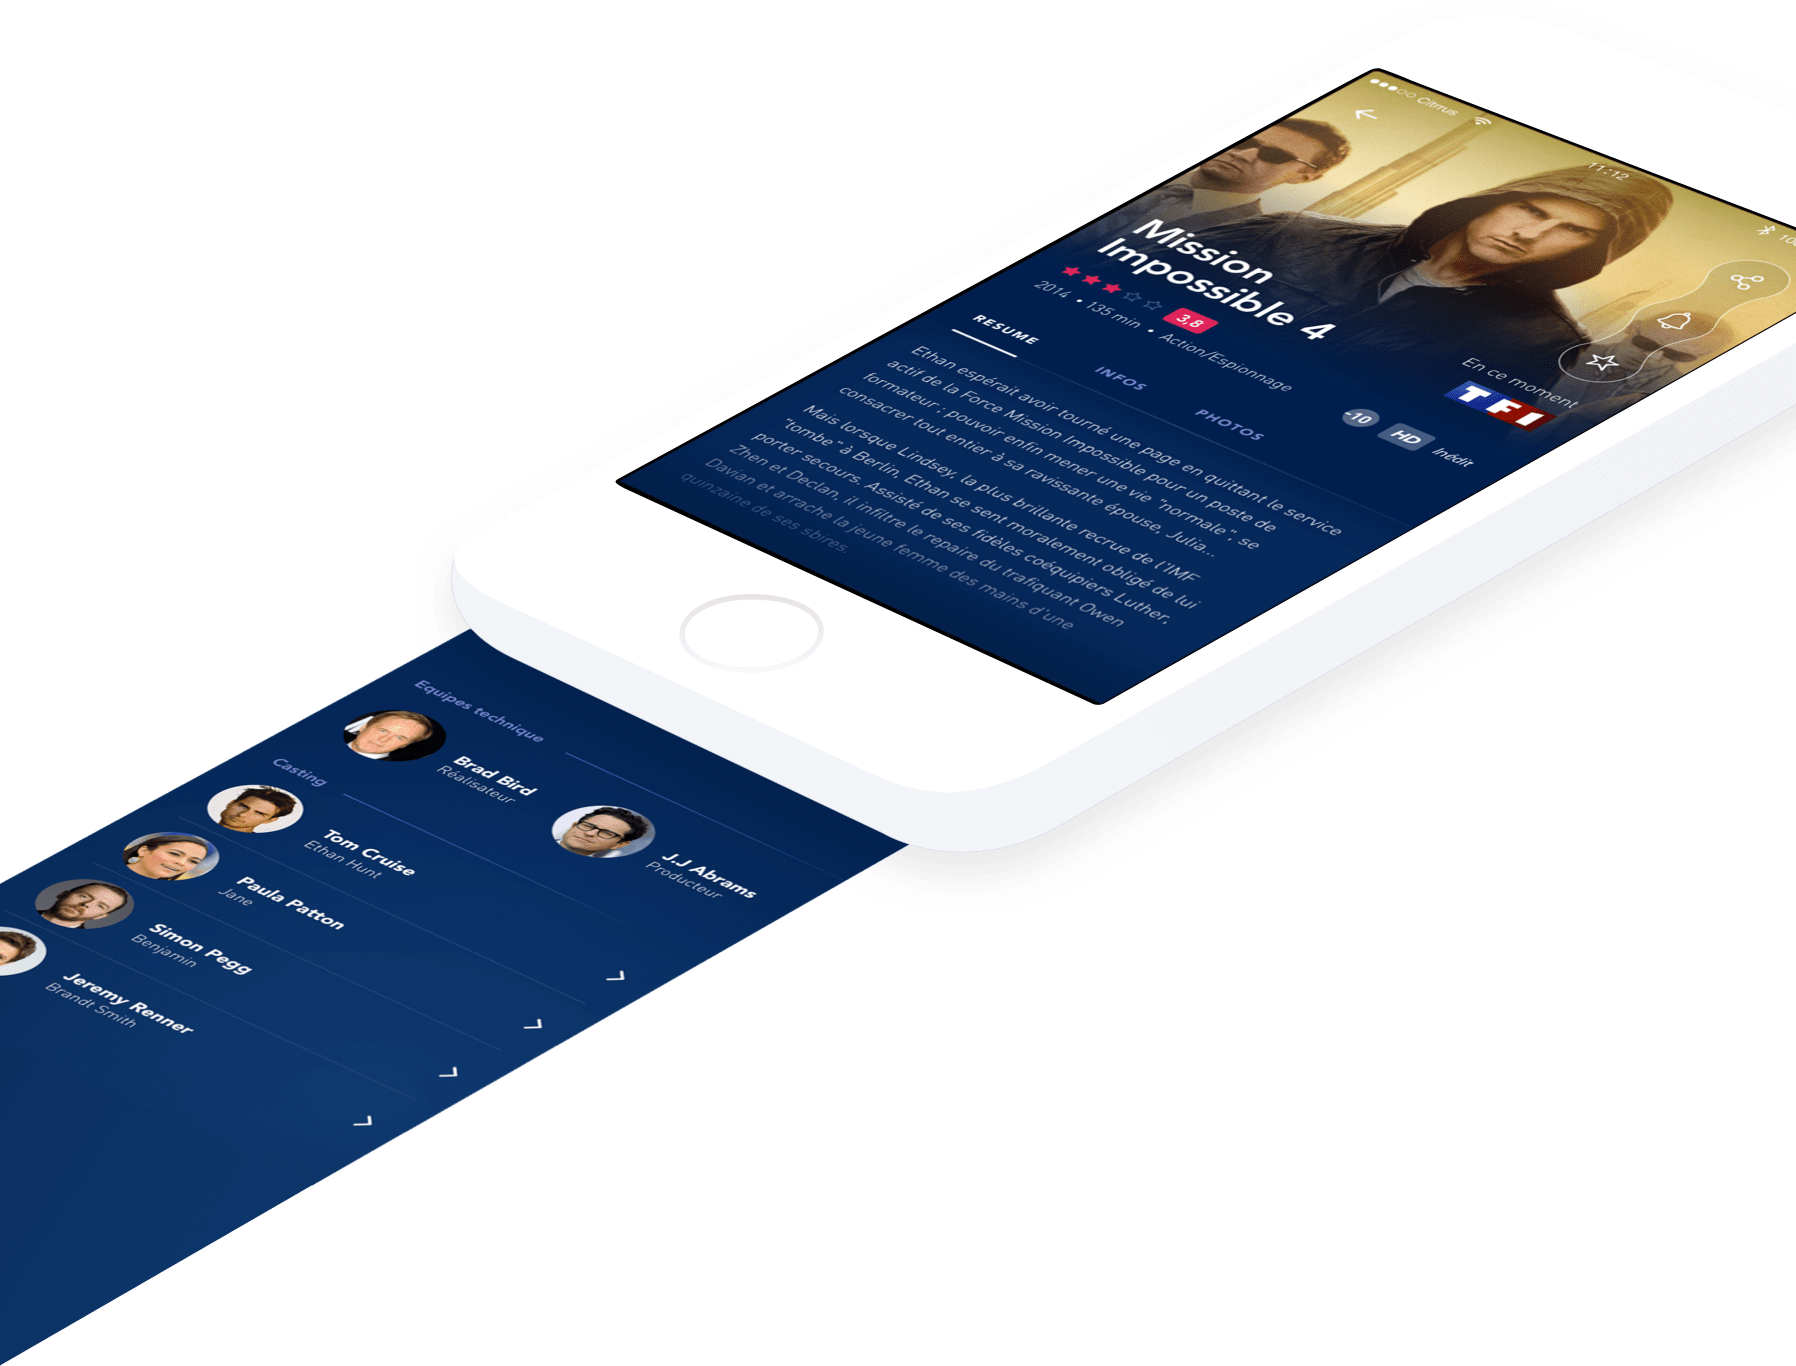 Citrrus
11:12
100
Mission
Impossible 4
3,8
2014 • 135 min • Action/Espionnage
En ce moment
TF1
-10 HD Inédit
RESUME INFOS PHOTOS
Ethan espérait avoir tourné une page en quittant le service
actif de la Force Mission Impossible pour un poste de
formateur : pouvoir enfin mener une vie "normale", se
consacrer tout entier à sa ravissante épouse, Julia...
Mais lorsque Lindsey, la plus brillante recrue de l'IMF
"tombe" à Berlin, Ethan se sent moralement obligé de lui
porter secours. Assisté de ses fidèles coéquipiers Luther,
Zhen et Declan, il infiltre le repaire du trafiquant Owen
Davian et arrache la jeune femme des mains d'une
quinzaine de ses sbires.
Equipes technique
Brad Bird
Réalisateur
J.J Abrams
Producteur
Casting
Tom Cruise
Ethan Hunt
Paula Patton
Jane
Simon Pegg
Benjamin
Jeremy Renner
Brandt Smith